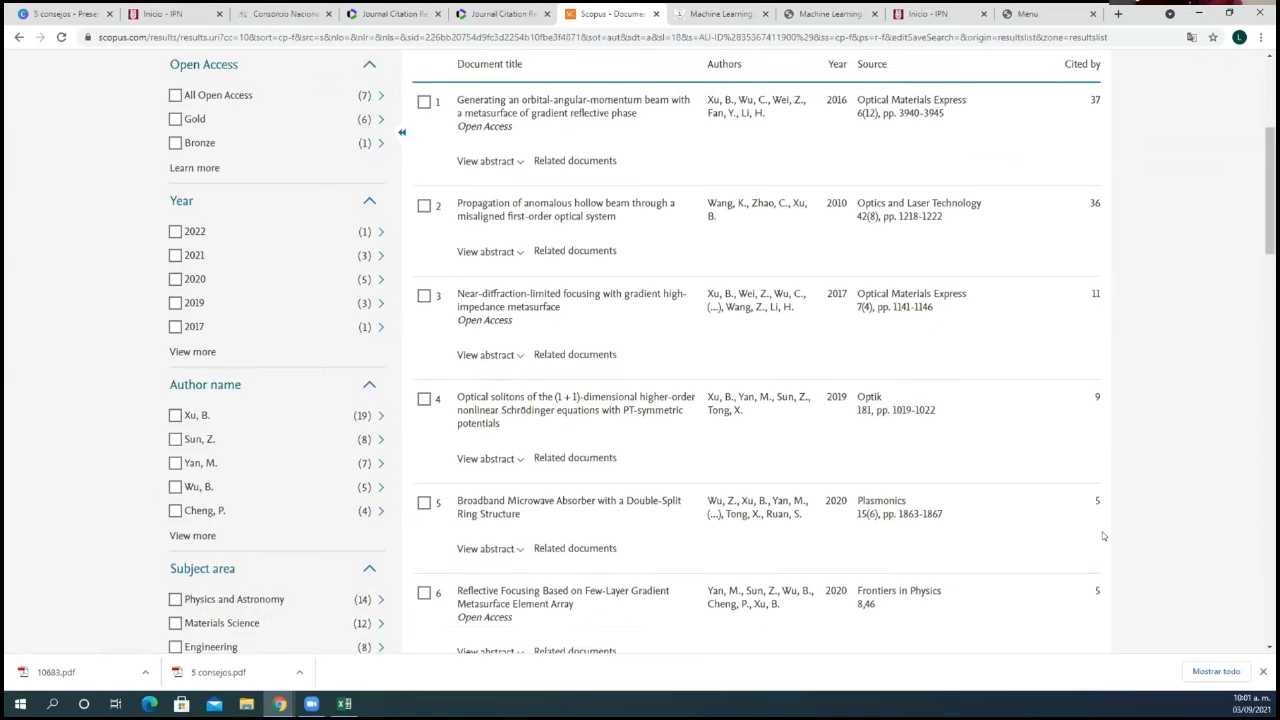 5 consejos - Prese
Inicio - IPN
Consorcio Naciona
Journal Citation Re
Journal Citation Re
Scopus - Docume
Machine Learning
Machine Learning
Inicio - IPN
Menu
scopus.com/results/results.uri?cc=10&sort=cp-f&src=s&nlo=&nlr=&nls=&sid=226bb20754d9fc3d2254b10fbe3f4871&sot=aut&sdt=a&sl=18&s=AU-ID%2835367411900%29&ss=cp-f&ps=r-f&editSaveSearch=&origin=resultslist&zone=resultslist
L
Open Access
All Open Access (7)
Gold (6)
Bronze (1)
Learn more
Year
2022 (1)
2021 (3)
2020 (5)
2019 (3)
2017 (1)
View more
Author name
Xu, B. (19)
Sun, Z. (8)
Yan, M. (7)
Wu, B. (5)
Cheng, P. (4)
View more
Subject area
Physics and Astronomy (14)
Materials Science (12)
Engineering (8)
Document title Authors Year Source Cited by
1 Generating an orbital-angular-momentum beam with Xu, B., Wu, C., Wei, Z., 2016 Optical Materials Express 37
a metasurface of gradient reflective phase Fan, Y., Li, H. 6(12), pp. 3940-3945
Open Access
View abstract Related documents
2 Propagation of anomalous hollow beam through a Wang, K., Zhao, C., Xu, 2010 Optics and Laser Technology 36
misaligned first-order optical system B. 42(8), pp. 1218-1222
View abstract Related documents
3 Near-diffraction-limited focusing with gradient high- Xu, B., Wei, Z., Wu, C., 2017 Optical Materials Express 11
impedance metasurface (...), Wang, Z., Li, H. 7(4), pp. 1141-1146
Open Access
View abstract Related documents
4 Optical solitons of the (1 + 1)-dimensional higher-order Xu, B., Yan, M., Sun, Z., 2019 Optik 9
nonlinear Schrödinger equations with PT-symmetric Tong, X. 181, pp. 1019-1022
potentials
View abstract Related documents
5 Broadband Microwave Absorber with a Double-Split Wu, Z., Xu, B., Yan, M., 2020 Plasmonics 5
Ring Structure (...), Tong, X., Ruan, S. 15(6), pp. 1863-1867
View abstract Related documents
6 Reflective Focusing Based on Few-Layer Gradient Yan, M., Sun, Z., Wu, B., 2020 Frontiers in Physics 5
Metasurface Element Array Cheng, P., Xu, B. 8,46
Open Access
View abstract Related documents
10683.pdf
5 consejos.pdf
Mostrar todo
10:01 a. m.
03/09/2021